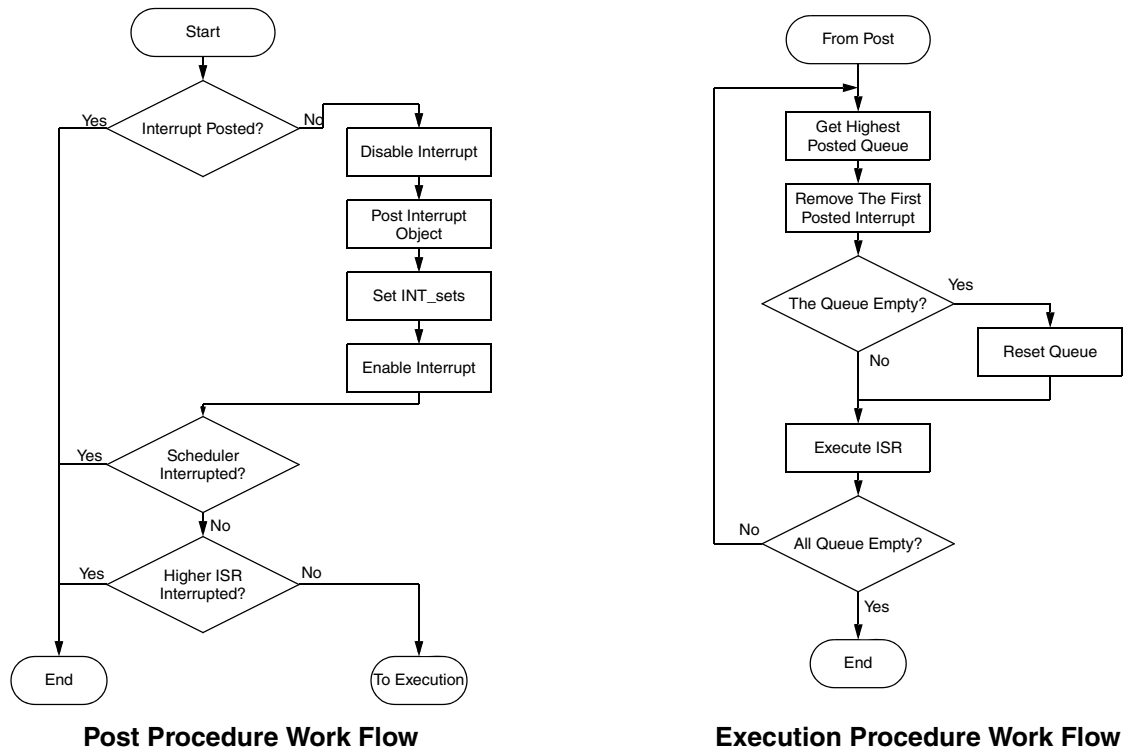 Start
Interrupt Posted?
Yes
No
Disable Interrupt
Post Interrupt
Object
Set INT_sets
Enable Interrupt
Scheduler
Interrupted?
Yes
No
Higher ISR
Interrupted?
Yes
No
End
To Execution
Post Procedure Work Flow
From Post
Get Highest
Posted Queue
Remove The First
Posted Interrupt
The Queue Empty?
Yes
Reset Queue
No
Execute ISR
All Queue Empty?
No
Yes
End
Execution Procedure Work Flow